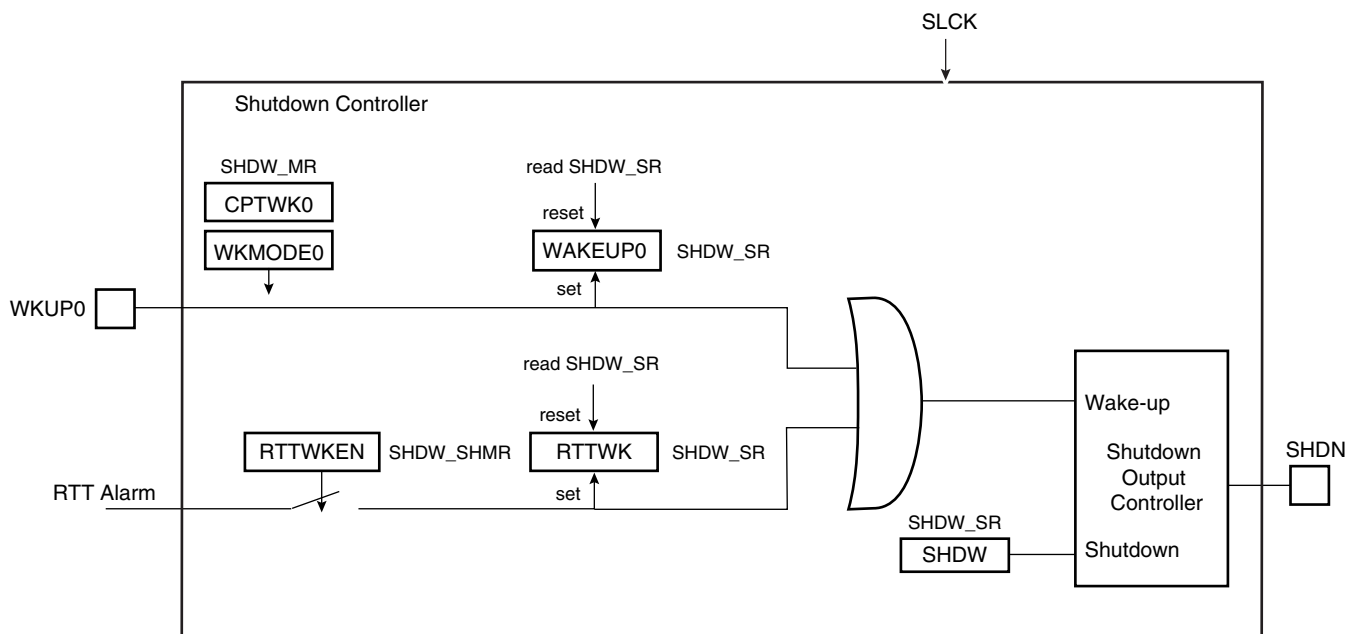 SLCK
Shutdown Controller
SHDW_MR
CPTWK0
WKMODE0
read SHDW_SR
reset
WAKEUP0
SHDW_SR
set
WKUP0
read SHDW_SR
reset
RTTWKEN
SHDW_SHMR
RTTWK
SHDW_SR
set
RTT Alarm
Wake-up
Shutdown
Output
Controller
SHDN
SHDW_SR
SHDW
Shutdown